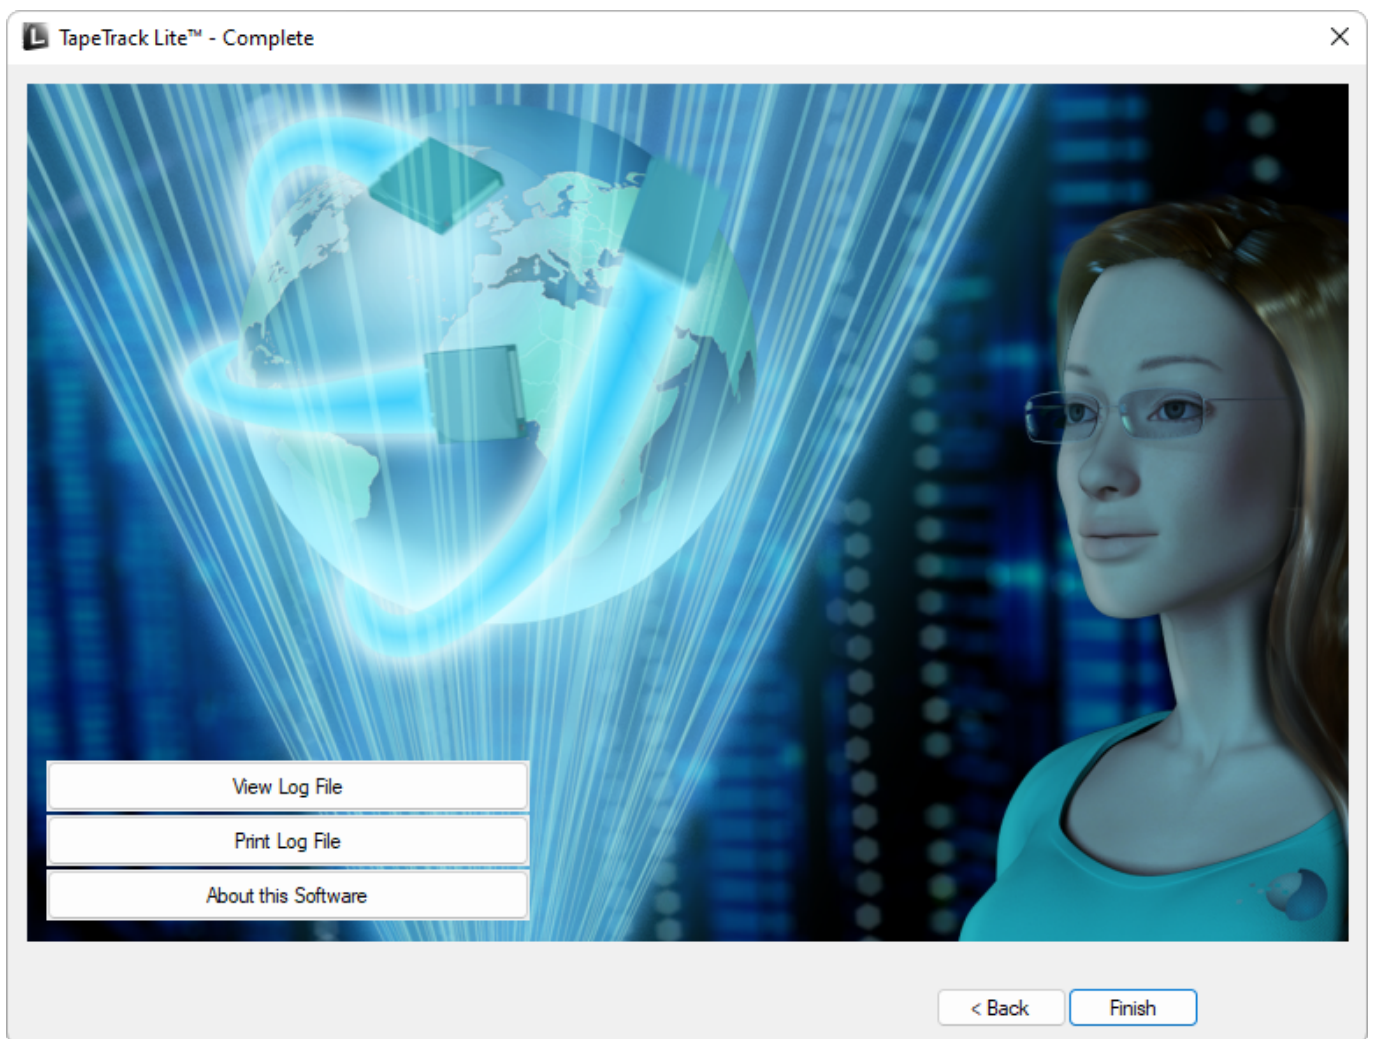 TapeTrack Lite™ - Complete
View Log File
Print Log File
About this Software
< Back
Finish